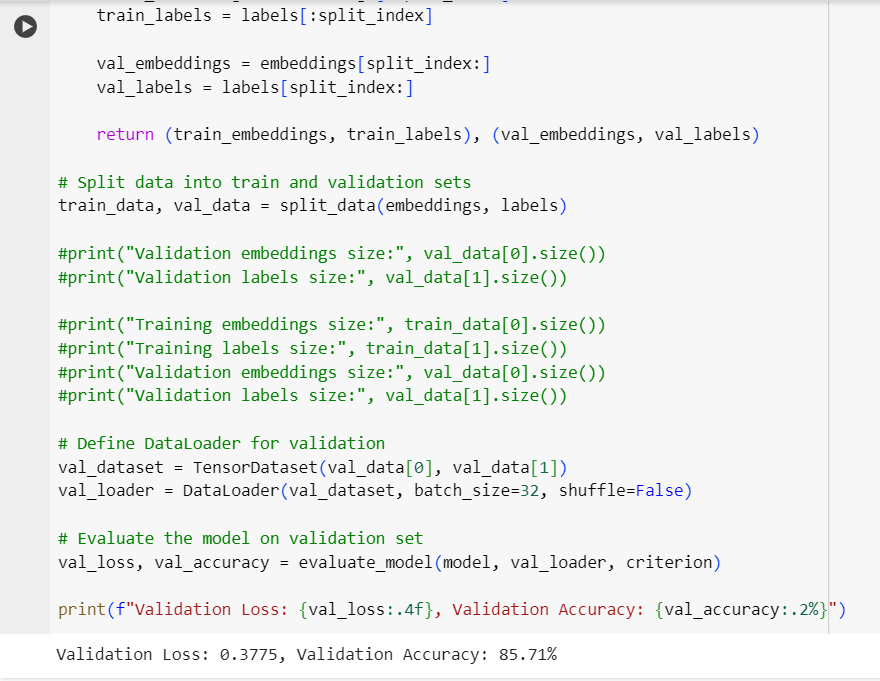 train_labels = labels[:split_index]
val_embeddings = embeddings[split_index:]
val_labels = labels[split_index:]
return (train_embeddings, train_labels), (val_embeddings, val_labels)
# Split data into train and validation sets
train_data, val_data = split_data(embeddings, labels)
#print("Validation embeddings size:", val_data[0].size())
#print("Validation labels size:", val_data[1].size())
#print("Training embeddings size:", train_data[0].size())
#print("Training labels size:", train_data[1].size())
#print("Validation embeddings size:", val_data[0].size())
#print("Validation labels size:", val_data[1].size())
# Define DataLoader for validation
val_dataset = TensorDataset(val_data[0], val_data[1])
val_loader = DataLoader(val_dataset, batch_size=32, shuffle=False)
# Evaluate the model on validation set
val_loss, val_accuracy = evaluate_model(model, val_loader, criterion)
print(f"Validation Loss: {val_loss:.4f}, Validation Accuracy: {val_accuracy:.2%}")
Validation Loss: 0.3775, Validation Accuracy: 85.71%